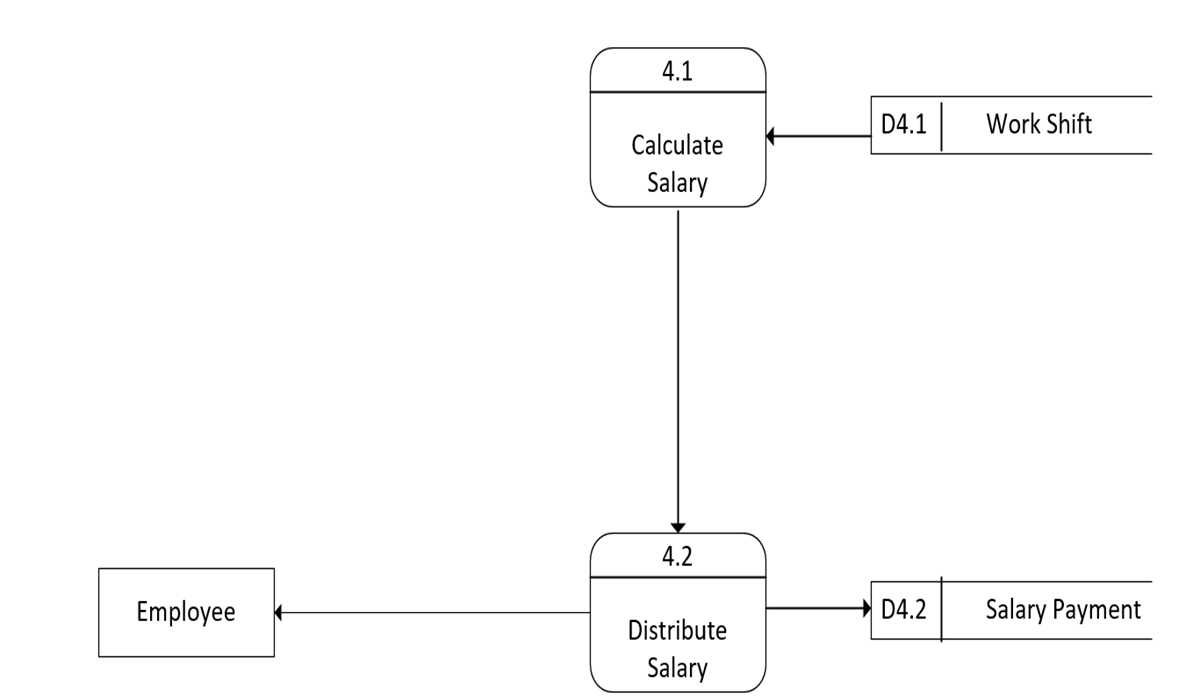 4.1
Calculate
Salary
D4.1
Work Shift
4.2
Distribute
Salary
Employee
D4.2
Salary Payment